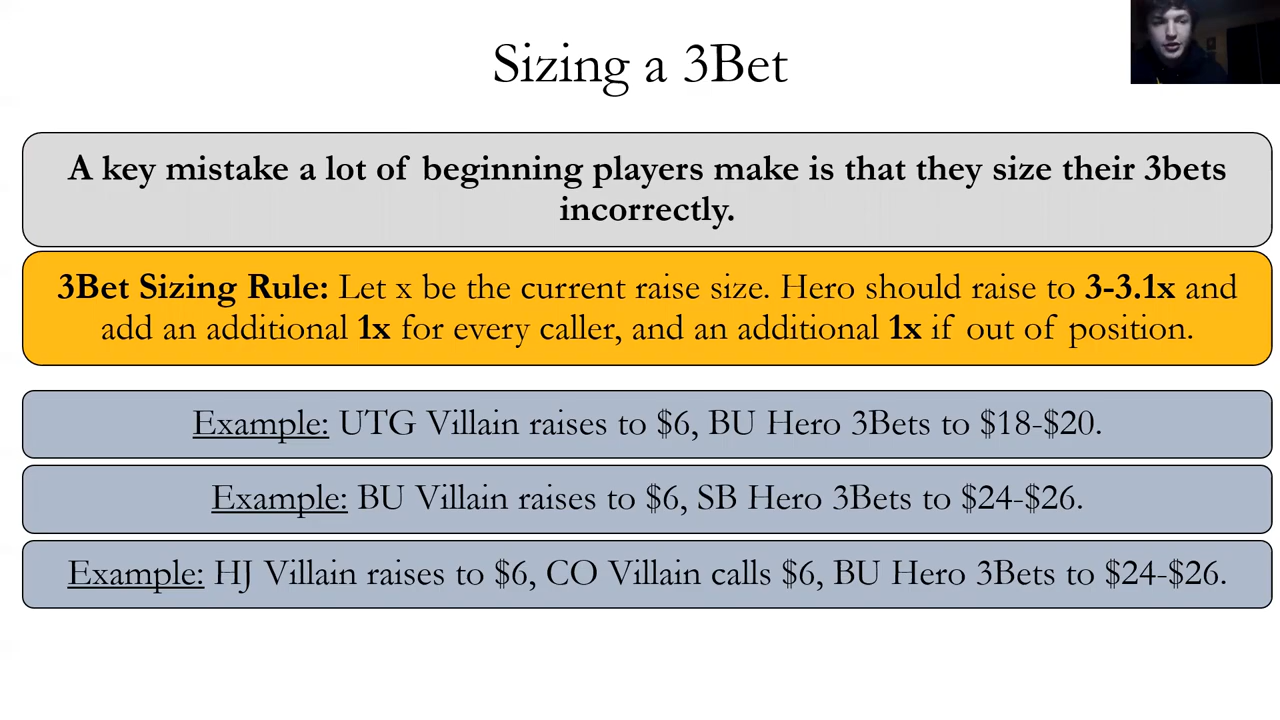 Sizing a 3Bet
A key mistake a lot of beginning players make is that they size their 3bets
incorrectly.
3Bet Sizing Rule: Let x be the current raise size. Hero should raise to 3-3.1x and
add an additional 1x for every caller, and an additional 1x if out of position.
Example: UTG Villain raises to $6, BU Hero 3Bets to $18-$20.
Example: BU Villain raises to $6, SB Hero 3Bets to $24-$26.
Example: HJ Villain raises to $6, CO Villain calls $6, BU Hero 3Bets to $24-$26.